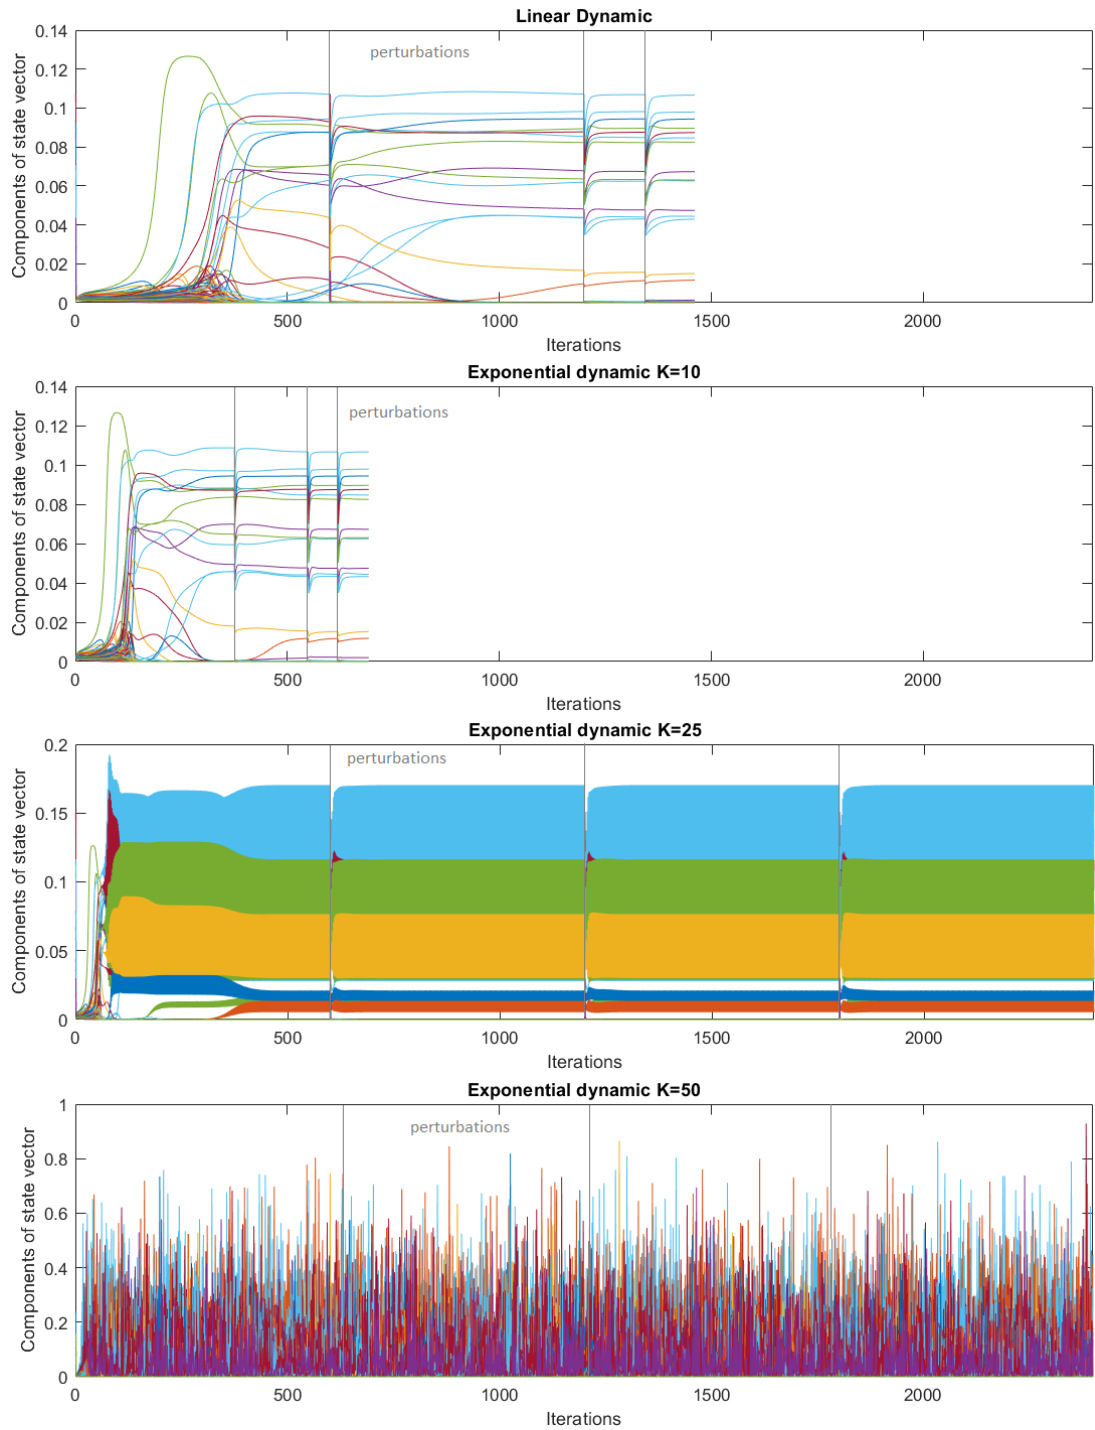 Linear Dynamic
0.14
0.12
0.1
0.08
0.06
0.04
0.02
0
Components of state vector
perturbations
0
500
1000
1500
2000
Iterations
Exponential dynamic K=10
0.14
0.12
0.1
0.08
0.06
0.04
0.02
0
Components of state vector
perturbations
0
500
1000
1500
2000
Iterations
Exponential dynamic K=25
0.2
0.15
0.1
0.05
0
Components of state vector
perturbations
0
500
1000
1500
2000
Iterations
Exponential dynamic K=50
1
0.8
0.6
0.4
0.2
0
Components of state vector
perturbations
0
500
1000
1500
2000
Iterations